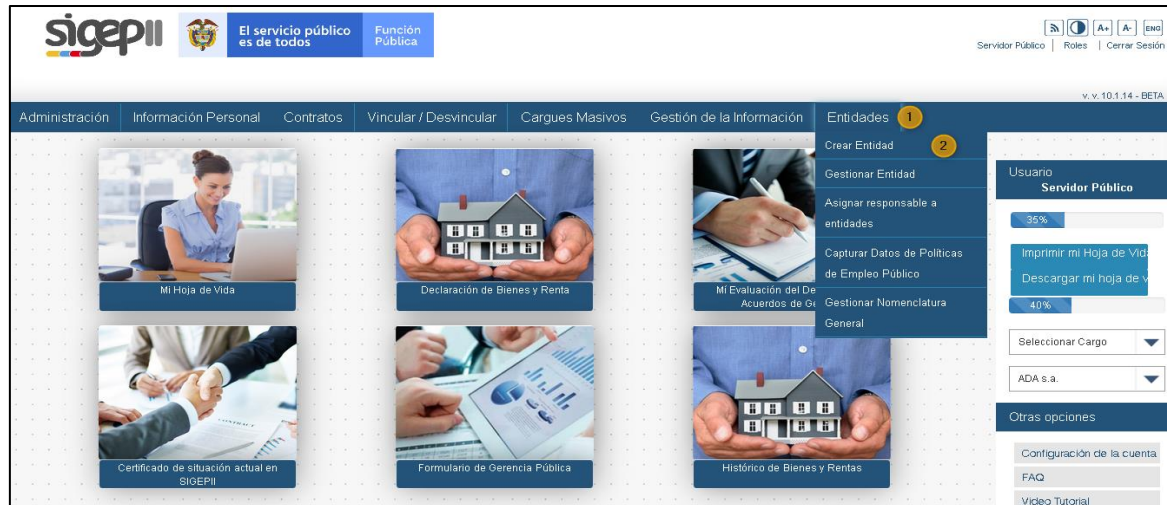 sigepII
El servicio público
es de todos
Función
Pública
A+ A- ENG
Servidor Público | Roles | Cerrar Sesión
v. v. 10.1.14 - BETA
Administración Información Personal Contratos Vincular / Desvincular Cargues Masivos Gestión de la Información Entidades 1
Crear Entidad 2
Gestionar Entidad
Asignar responsable a
entidades
Capturar Datos de Políticas
de Empleo Público
Gestionar Nomenclatura
General
Mi Hoja de Vida
Declaración de Bienes y Renta
Mi Evaluación del De
Acuerdos de Ge
CONTRACT
Certificado de situación actual en
SIGEPII
Formulario de Gerencia Pública
Histórico de Bienes y Rentas
Usuario
Servidor Público
35%
Imprimir mi Hoja de Vida
Descargar mi hoja de v
40%
Seleccionar Cargo
ADA s.a.
Otras opciones
Configuración de la cuenta
FAQ
Video Tutorial